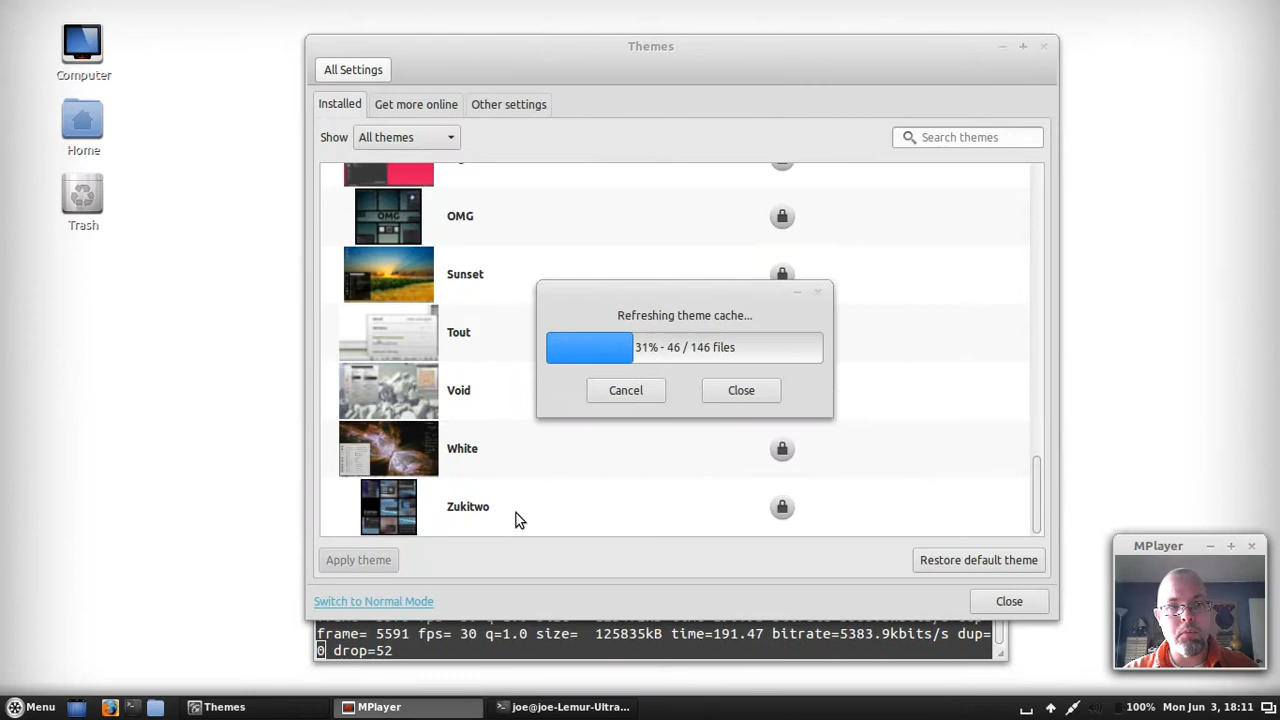 Computer
Home
Trash
Themes
All Settings
Installed
Get more online
Other settings
Show
All themes
Search themes
OMG
OMG
Sunset
Tout
Void
White
Zukitwo
Refreshing theme cache...
31% - 46 / 146 files
Cancel
Close
Apply theme
Restore default theme
Switch to Normal Mode
Close
frame= 5591 fps= 30 q=1.0 size= 125835kB time=191.47 bitrate=5383.9kbits/s dup=
0 drop=52
MPlayer
Menu
Themes
MPlayer
joe@joe-Lemur-Ultra...
100%
Mon Jun 3, 18:11